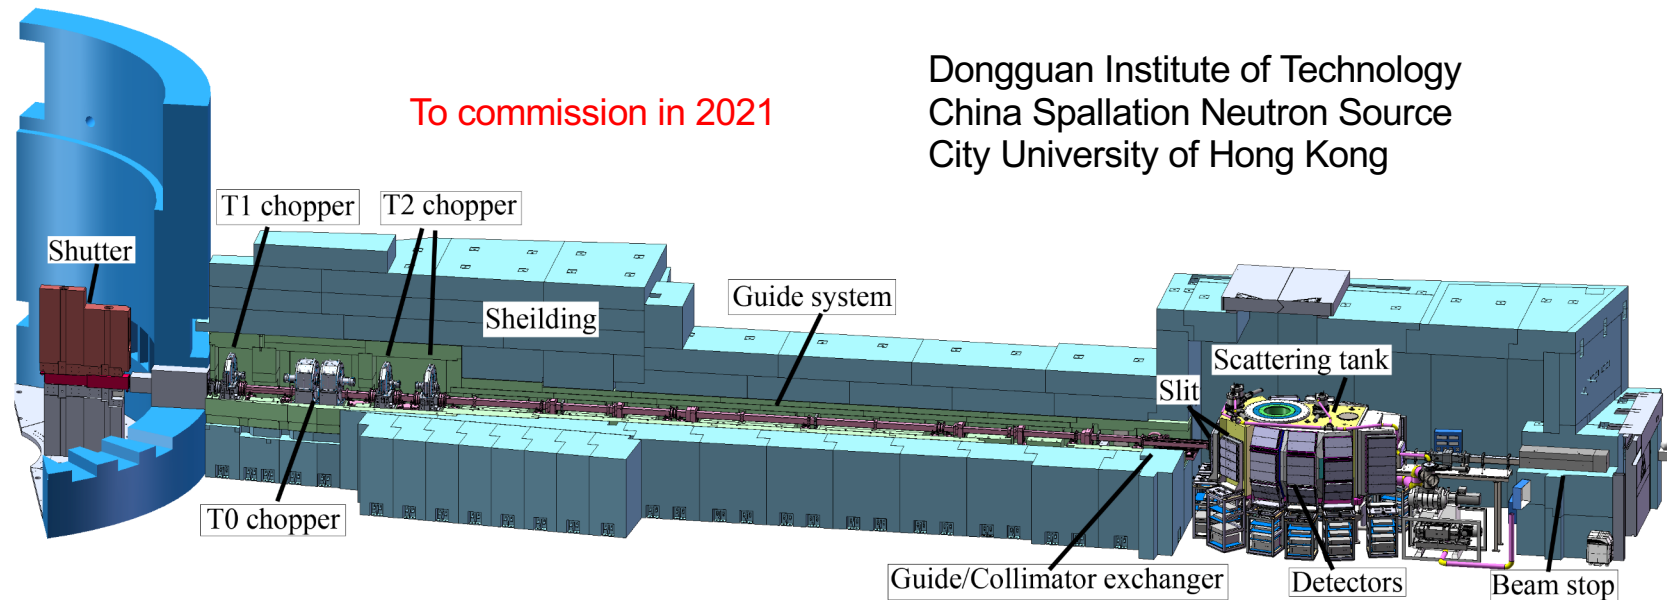 Dongguan Institute of Technology
China Spallation Neutron Source
City University of Hong Kong
To commission in 2021
T1 chopper
T2 chopper
Shutter
Guide system
Sheilding
Scattering tank
Slit
T0 chopper
Guide/Collimator exchanger
Detectors
Beam stop